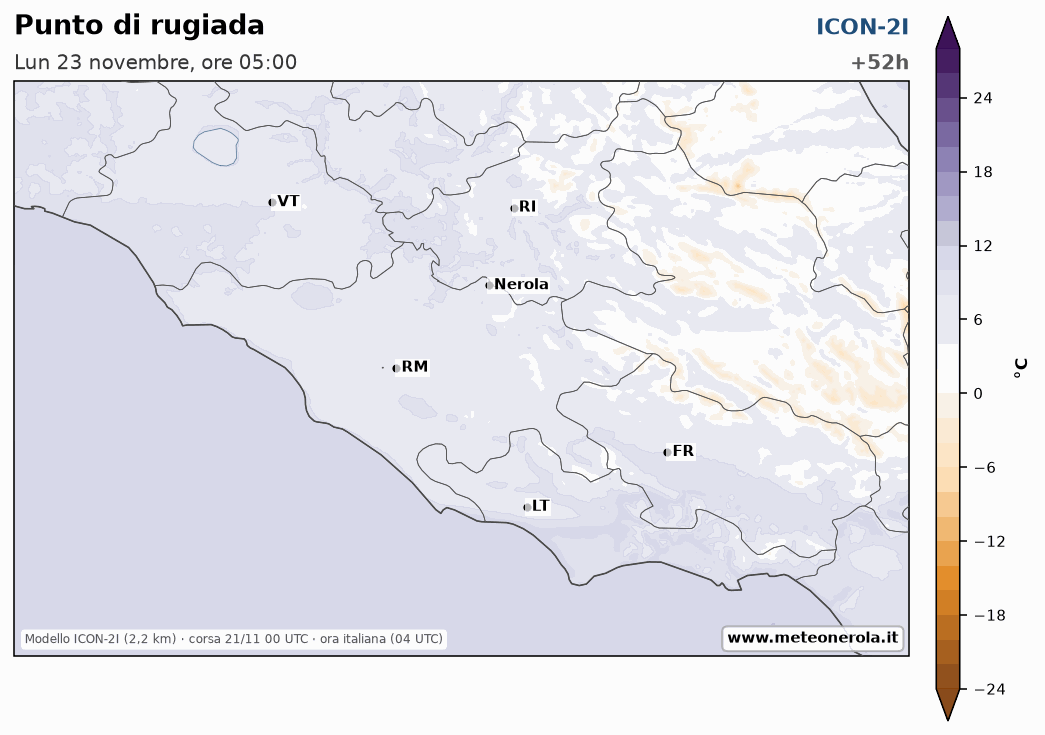 Punto di rugiada
ICON-2I
Lun 23 novembre, ore 05:00
+52h
VT
RI
Nerola
RM
FR
LT
Modello ICON-2I (2,2 km) · corsa 21/11 00 UTC · ora italiana (04 UTC)
www.meteonerola.it
24
18
12
6
0
−6
−12
−18
−24
°C